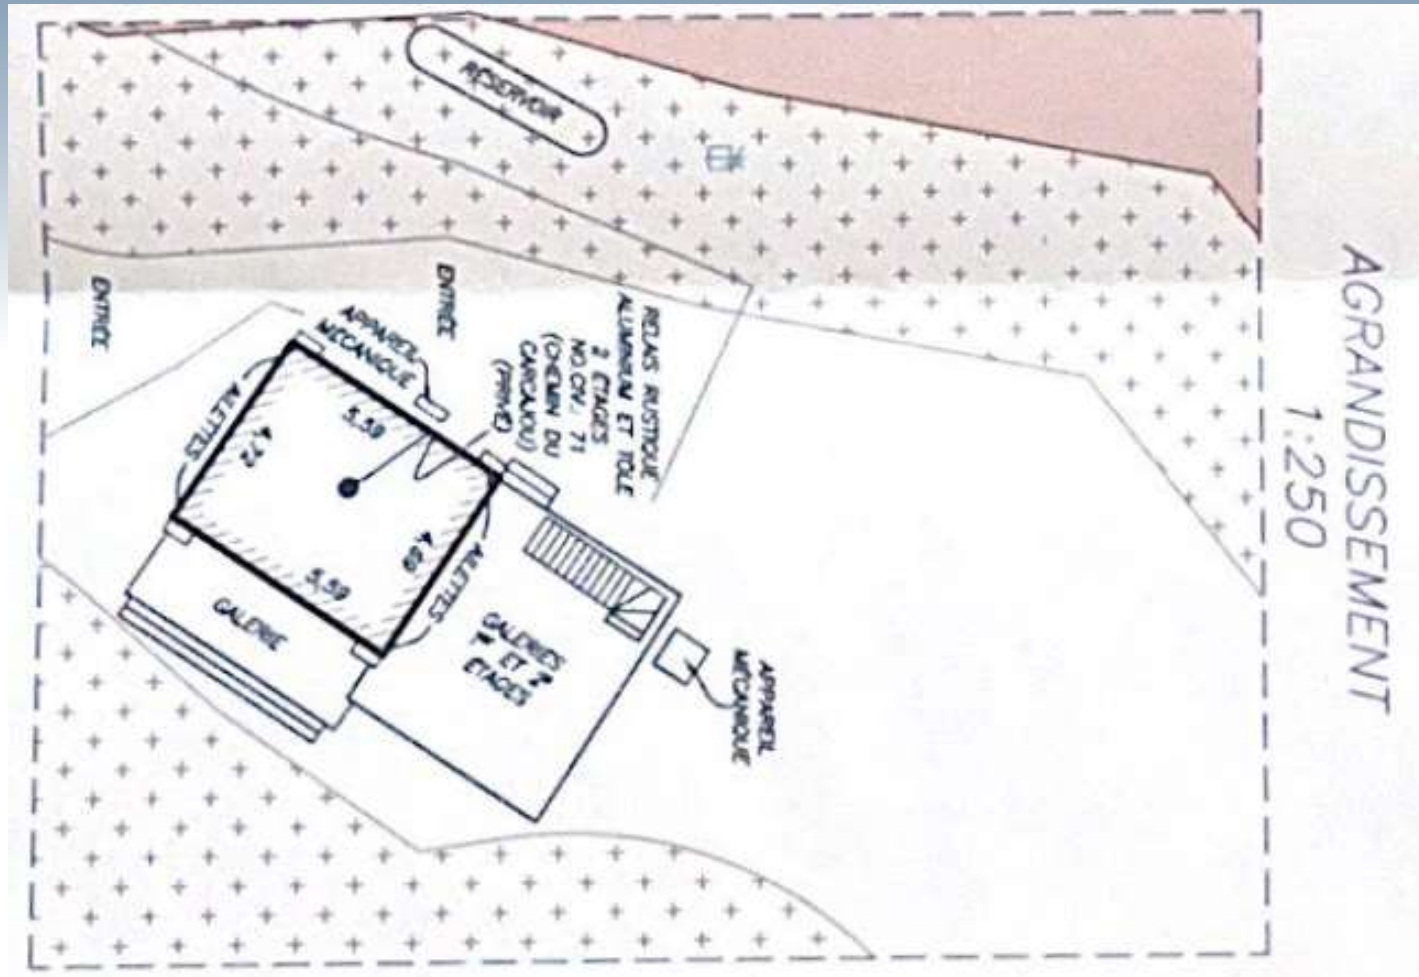 RÉSERVOIR
ENTRÉE
ENTRÉE
APPAREIL
MÉCANIQUE
RELAIS RUSTIQUE
ALUMINIUM ET TOLE
2 ÉTAGES
NO.CIV. 71
(CHEMIN DU
CARCAJOU)
(PRIVÉ)
AILETTES
5,59
4,72
4,69
5,59
AILETTES
GALERIE
GALERIES
1er ET 2e
ÉTAGES
APPAREIL
MÉCANIQUE
AGRANDISSEMENT
1:250